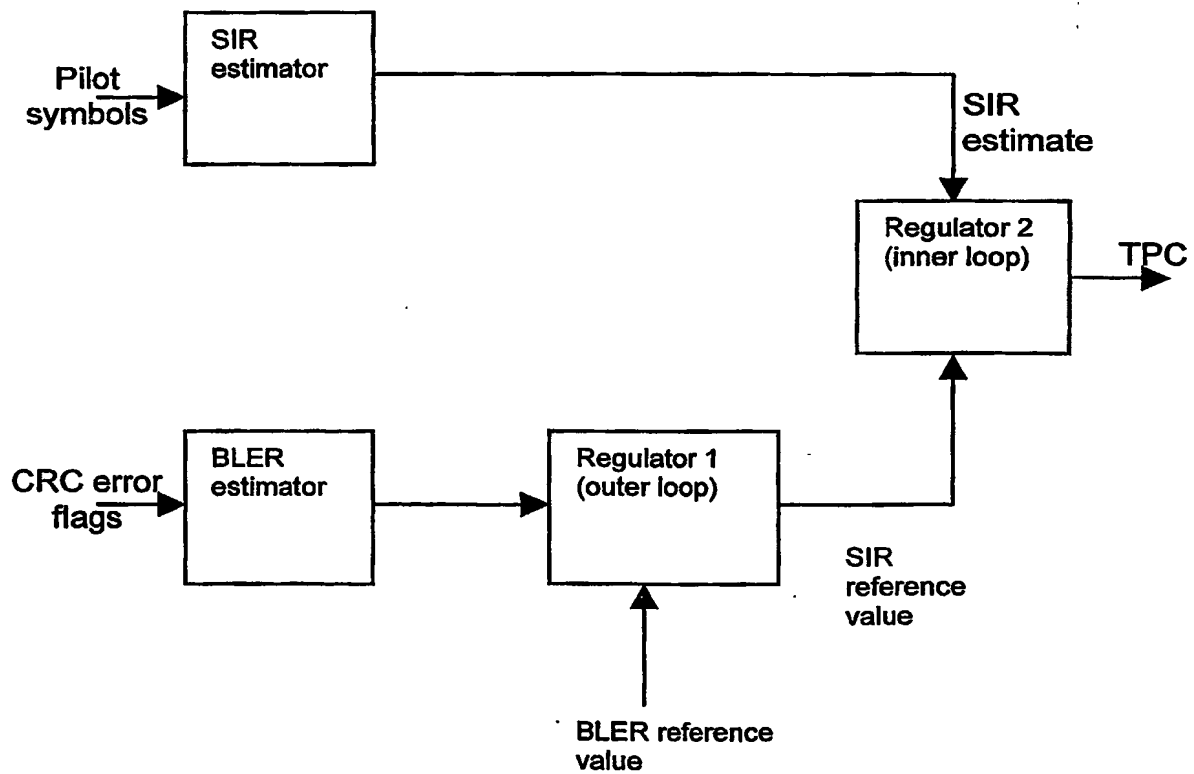 SIR
estimator
Pilot
symbols
SIR
estimate
Regulator 2
(inner loop)
TPC
BLER
estimator
CRC error
flags
Regulator 1
(outer loop)
SIR
reference
value
BLER reference
value